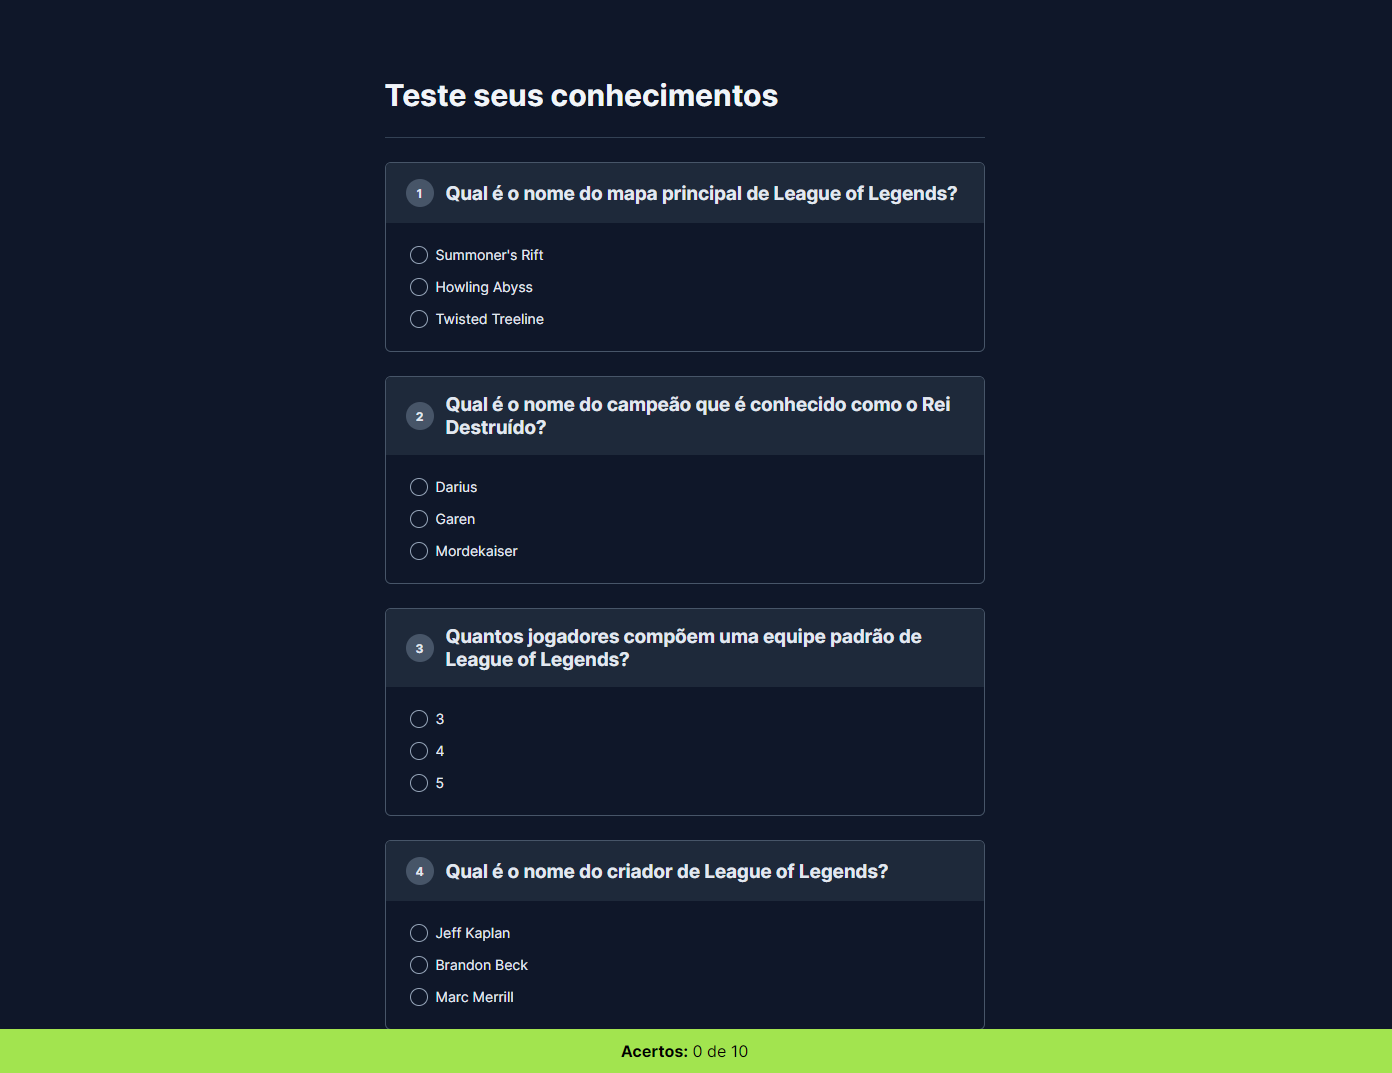 Teste seus conhecimentos
1 Qual é o nome do mapa principal de League of Legends?
Summoner's Rift
Howling Abyss
Twisted Treeline
2 Qual é o nome do campeão que é conhecido como o Rei
Destruído?
Darius
Garen
Mordekaiser
3 Quantos jogadores compõem uma equipe padrão de
League of Legends?
3
4
5
4 Qual é o nome do criador de League of Legends?
Jeff Kaplan
Brandon Beck
Marc Merrill
Acertos: 0 de 10